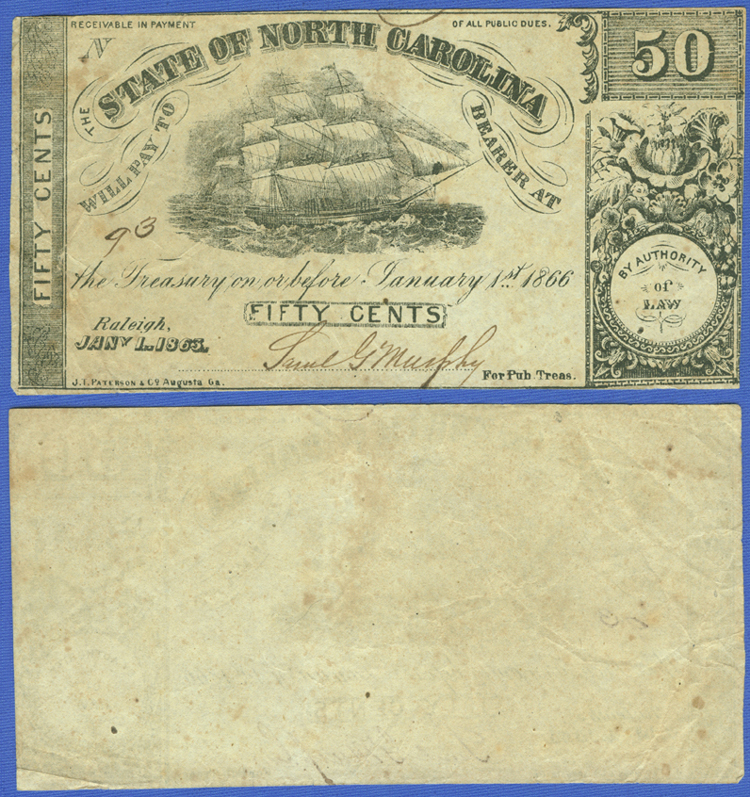 RECEIVABLE IN PAYMENT OF ALL PUBLIC DUES.
50
N
THE STATE OF NORTH CAROLINA
WILL PAY TO BEARER AT
FIFTY CENTS
93
the Treasury on or before January 1st 1866
FIFTY CENTS
BY AUTHORITY
of
LAW
Raleigh,
JANY 1st 1863.
Saml G Murphy
For Pub Treas.
J.T. PATERSON & Co Augusta Ga.